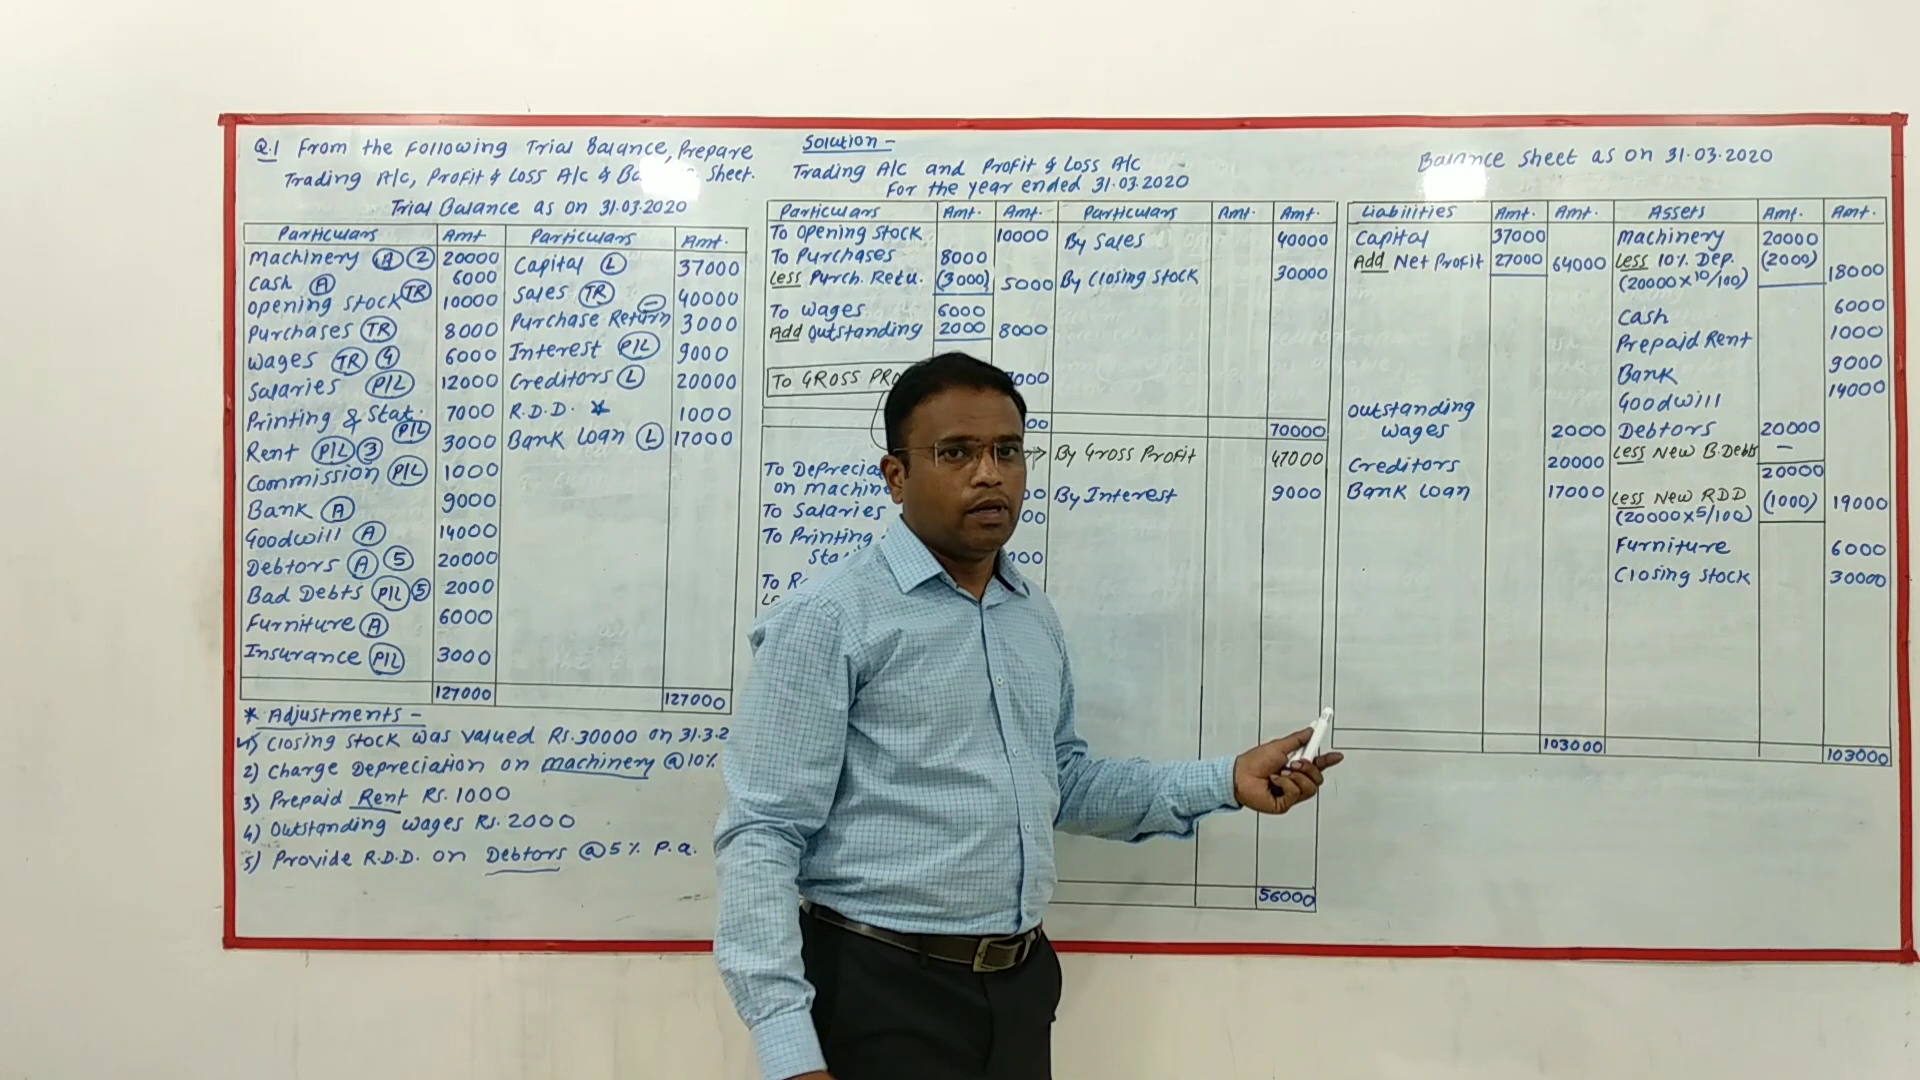 Q.1 From the Following Trial Balance, Prepare
Trading A/c, Profit & Loss A/c & Ba Sheet.
Trial Balance as on 31.03.2020
Particulars Amt Particulars Amt.
Machinery (A) (2) 20000 Capital (L) 37000
Cash (A) 6000 Sales (TR) 40000
Opening Stock (TR) 10000 Purchase Return (-) 3000
Purchases (TR) 8000 Interest (P/L) 9000
Wages (TR) (4) 6000 Creditors (L) 20000
Salaries (P/L) 12000 R.D.D. * 1000
Printing & Stat. (P/L) 7000 Bank Loan (L) 17000
Rent (P/L) (3) 3000
Commission (P/L) 1000
Bank (A) 9000
Goodwill (A) 14000
Debtors (A) (5) 20000
Bad Debts (P/L) (5) 2000
Furniture (A) 6000
Insurance (P/L) 3000
127000 127000
* Adjustments -
1) Closing Stock was valued Rs.30000 on 31.3.2
2) Charge Depreciation on machinery @10%
3) Prepaid Rent Rs.1000
4) Outstanding wages Rs.2000
5) Provide R.D.D. on Debtors @5% P.a.
Solution -
Trading A/c and Profit & Loss A/c
For the year ended 31.03.2020
Particulars Amt. Amt. Particulars Amt. Amt.
To Opening Stock 10000 By Sales 40000
To Purchases 8000
Less Purch. Retu. (3000) 5000 By Closing Stock 30000
To Wages 6000
Add Outstanding 2000 8000
To GROSS PRO 7000
00 70000
By Gross Profit 47000
To Deprecia
on machin 00 By Interest 9000
To Salaries 00
To Printing
Sta 000
To R
Le
56000
Balance Sheet as on 31.03.2020
Liabilities Amt. Amt. Assets Amt. Amt.
Capital 37000 Machinery 20000
Add Net Profit 27000 64000 Less 10% Dep. (2000)
(20000 x 10/100) 18000
Cash 6000
Prepaid Rent 1000
Bank 9000
Goodwill 14000
Outstanding
wages 2000 Debtors 20000
Less New B.Debts —
Creditors 20000 20000
Bank Loan 17000 Less New RDD (1000) 19000
(20000x5/100)
Furniture 6000
Closing Stock 30000
103000 103000